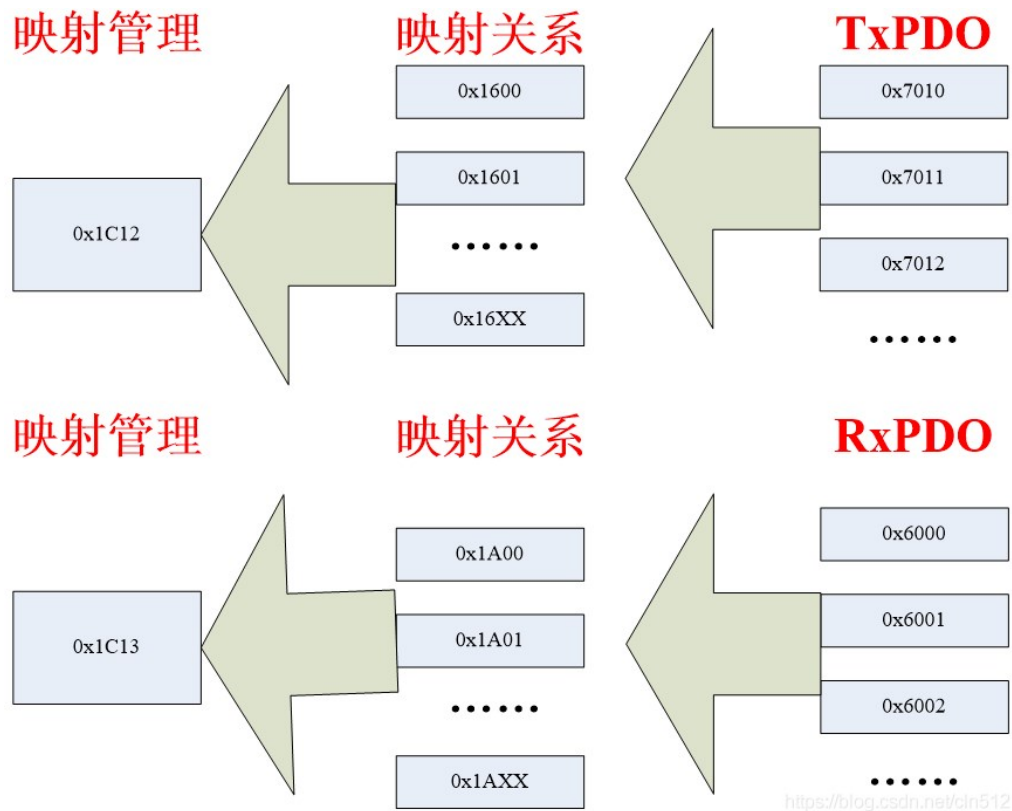 映射管理
映射关系
TxPDO
0x1600
0x7010
0x1601
0x7011
0x1C12
......
0x7012
0x16XX
......
映射管理
映射关系
RxPDO
0x1A00
0x6000
0x1A01
0x6001
0x1C13
......
0x6002
0x1AXX
......
https://blog.csdn.net/cln512